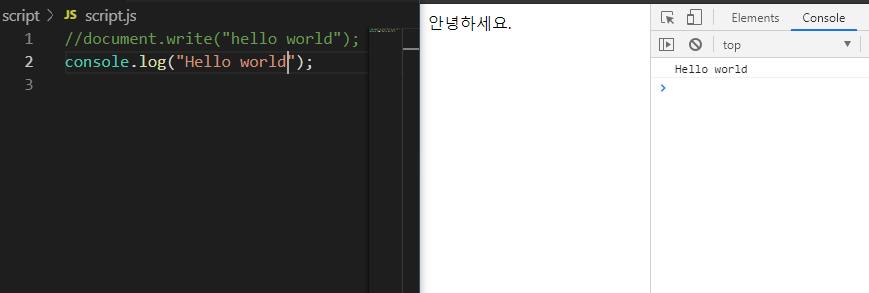 script > JS script.js
1 //document.write("hello world");
2 console.log("Hello world");
3
안녕하세요.
Elements Console
top
Hello world